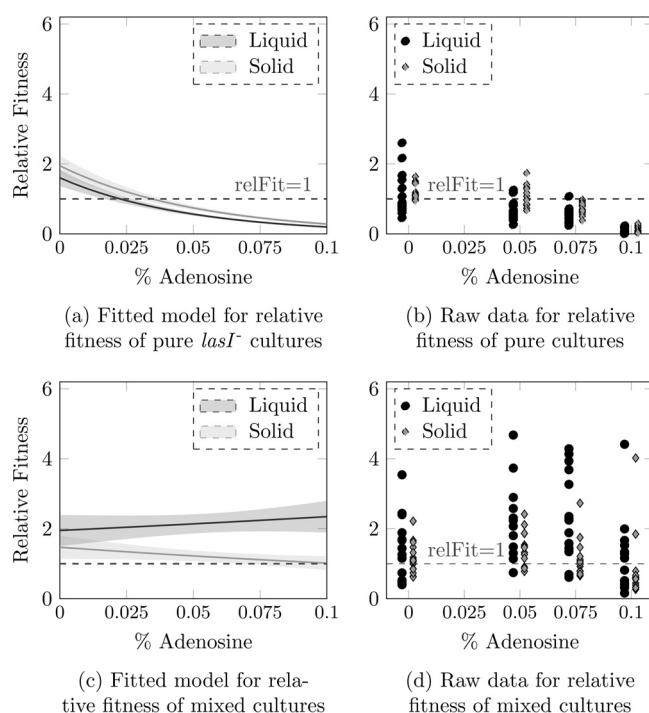 6
4
2
0
Relative Fitness
Liquid
Solid
relFit=1
0 0.025 0.05 0.075 0.1
% Adenosine
(a) Fitted model for relative
fitness of pure lasI- cultures
6
4
2
0
Liquid
Solid
relFit=1
0 0.025 0.05 0.075 0.1
% Adenosine
(b) Raw data for relative
fitness of pure cultures
6
4
2
0
Relative Fitness
Liquid
Solid
0 0.025 0.05 0.075 0.1
% Adenosine
(c) Fitted model for rela-
tive fitness of mixed cultures
6
4
2
0
Liquid
Solid
relFit=1
0 0.025 0.05 0.075 0.1
% Adenosine
(d) Raw data for relative
fitness of mixed cultures